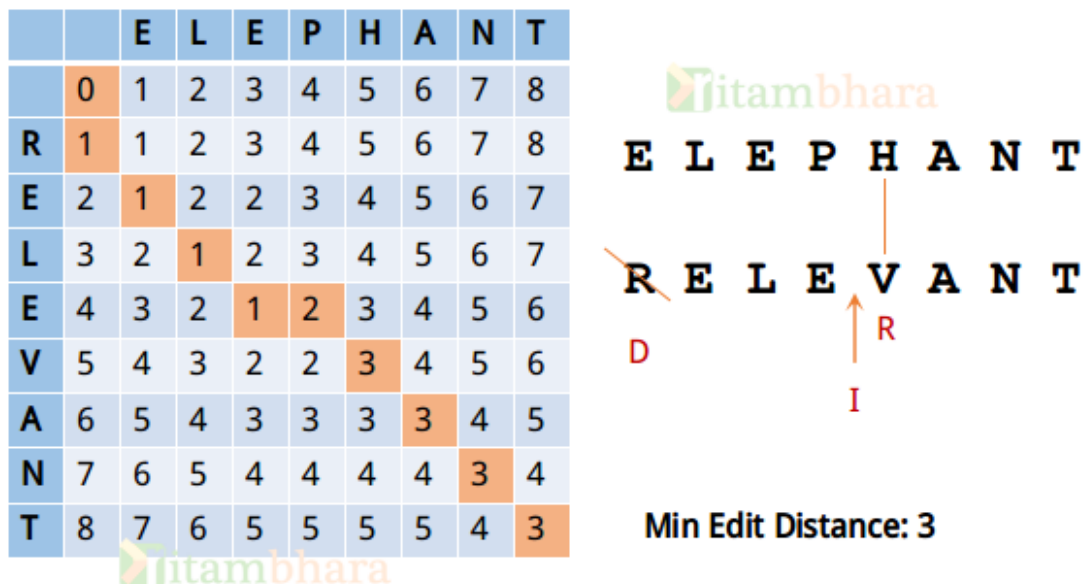 E L E P H A N T
0 1 2 3 4 5 6 7 8
R 1 1 2 3 4 5 6 7 8
E 2 1 2 2 3 4 5 6 7
L 3 2 1 2 3 4 5 6 7
E 4 3 2 1 2 3 4 5 6
V 5 4 3 2 2 3 4 5 6
A 6 5 4 3 3 3 3 4 5
N 7 6 5 4 4 4 4 3 4
T 8 7 6 5 5 5 5 4 3
ritambhara
ritambhara
E L E P H A N T
R E L E V A N T
D
R
I
Min Edit Distance: 3